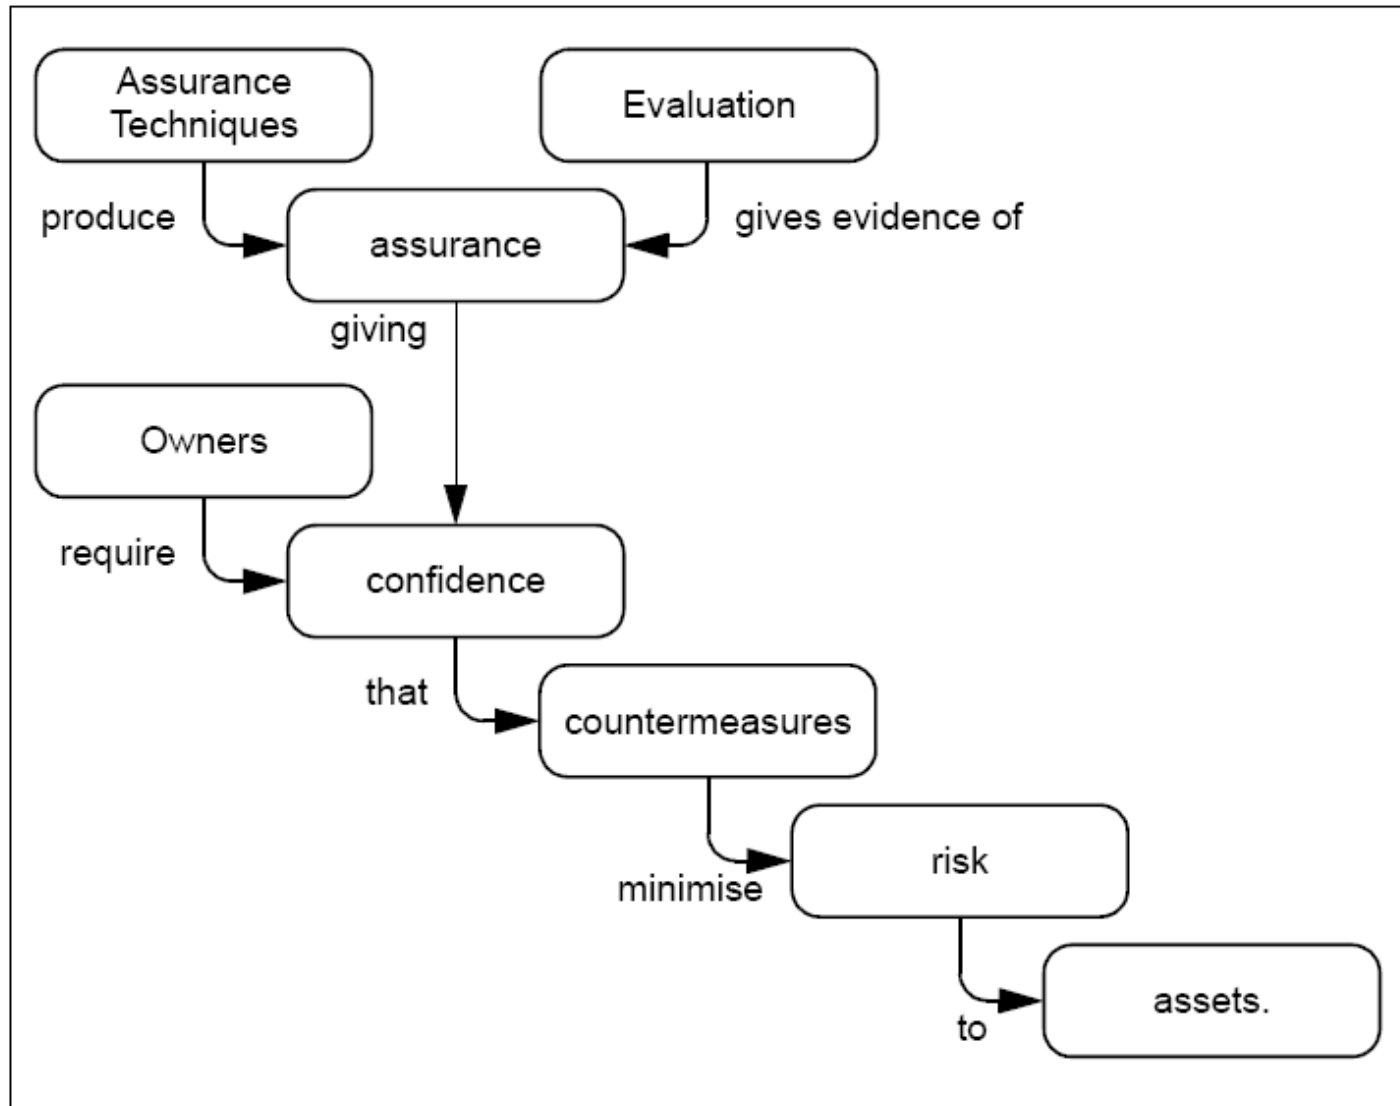 Assurance
Techniques
Evaluation
produce
assurance
gives evidence of
giving
Owners
require
confidence
that
countermeasures
minimise
risk
to
assets.